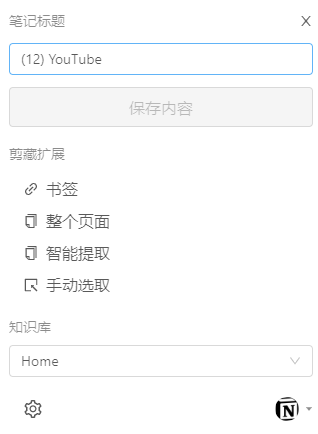 笔记标题
(12) YouTube
保存内容
剪藏扩展
书签
整个页面
智能提取
手动选取
知识库
Home
N